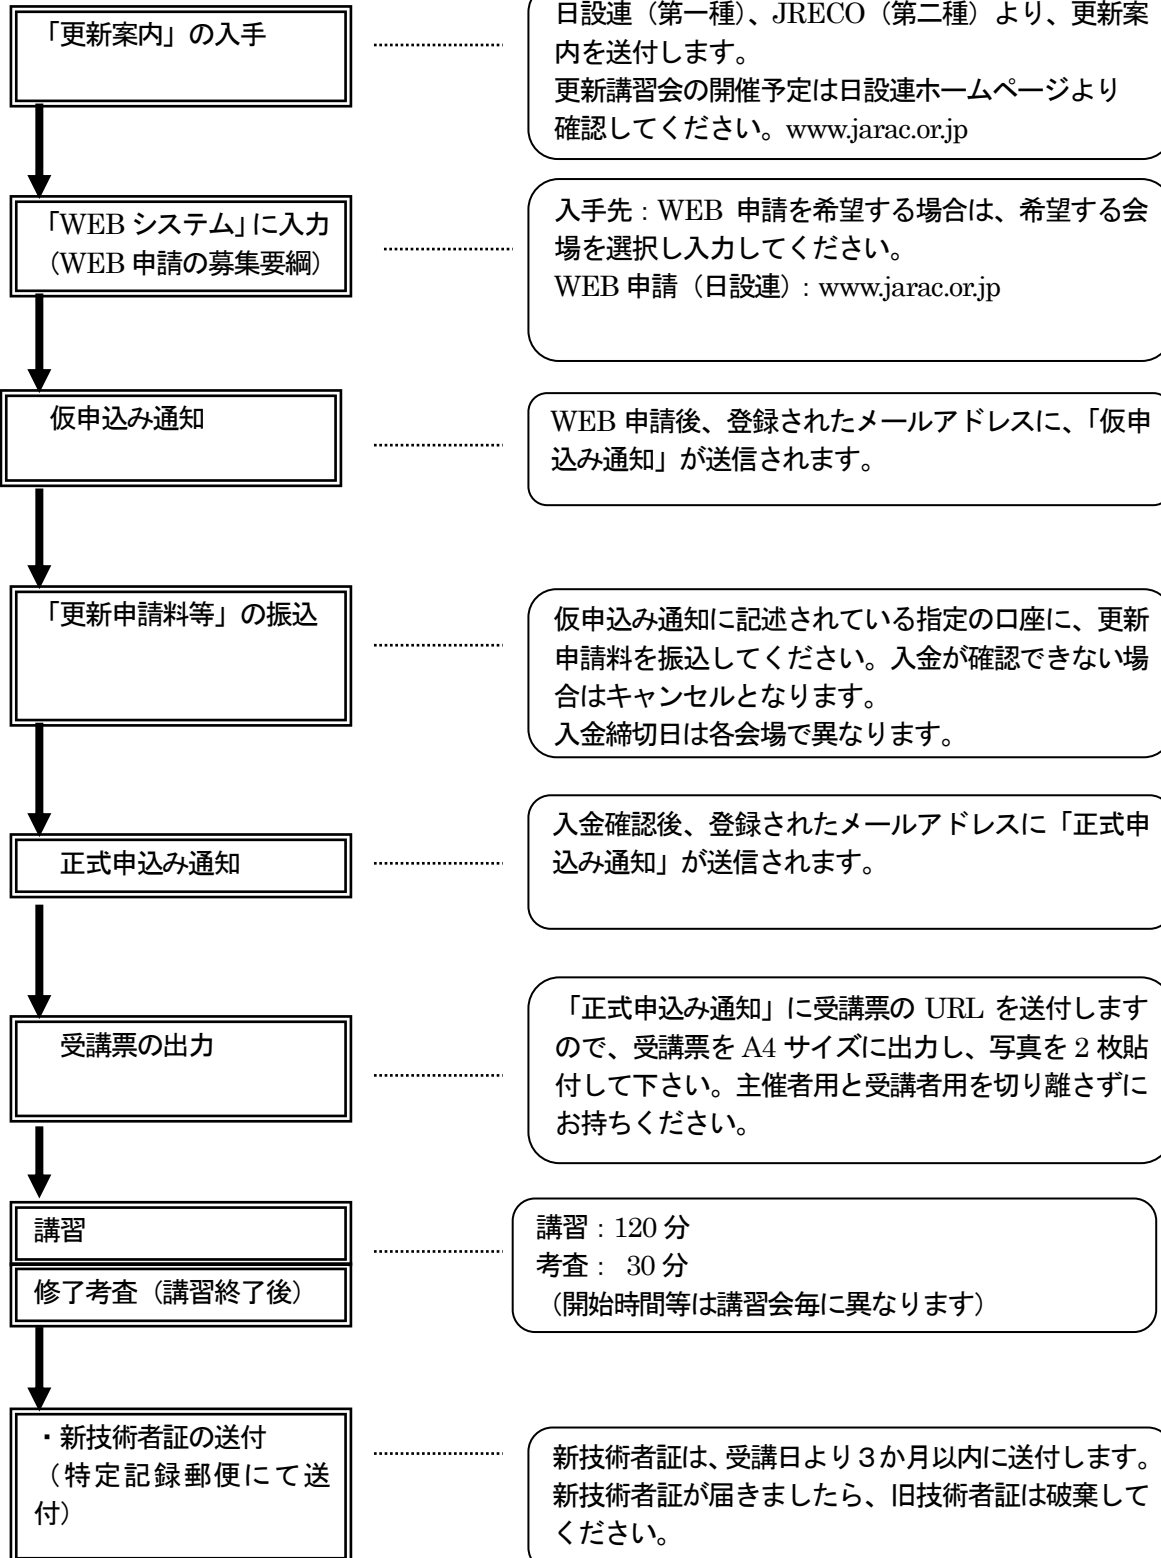 「更新案内」の入手
日設連（第一種）、JRECO（第二種）より、更新案
内を送付します。
更新講習会の開催予定は日設連ホームページより
確認してください。www.jarac.or.jp
「WEB システム」に入力
（WEB 申請の募集要綱）
入手先：WEB 申請を希望する場合は、希望する会
場を選択し入力してください。
WEB 申請（日設連）：www.jarac.or.jp
仮申込み通知
WEB 申請後、登録されたメールアドレスに、「仮申
込み通知」が送信されます。
「更新申請料等」の振込
仮申込み通知に記述されている指定の口座に、更新
申請料を振込してください。入金が確認できない場
合はキャンセルとなります。
入金締切日は各会場で異なります。
正式申込み通知
入金確認後、登録されたメールアドレスに「正式申
込み通知」が送信されます。
受講票の出力
「正式申込み通知」に受講票の URL を送付します
ので、受講票を A4 サイズに出力し、写真を 2 枚貼
付して下さい。主催者用と受講者用を切り離さずに
お持ちください。
講習
修了考査（講習終了後）
講習：120 分
考査： 30 分
（開始時間等は講習会毎に異なります）
・新技術者証の送付
（特定記録郵便にて送
付）
新技術者証は、受講日より３か月以内に送付します。
新技術者証が届きましたら、旧技術者証は破棄して
ください。